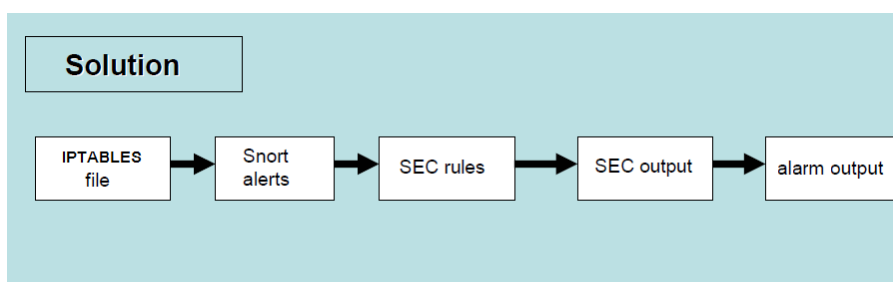 Solution
IPTABLES
file
Snort
alerts
SEC rules
SEC output
alarm output